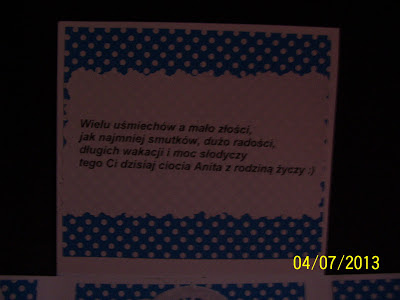 Wielu uśmiechów a mało złości,
jak najmniej smutków, dużo radości,
długich wakacji i moc słodyczy
tego Ci dzisiaj ciocia Anita z rodziną życzy :)
04/07/2013